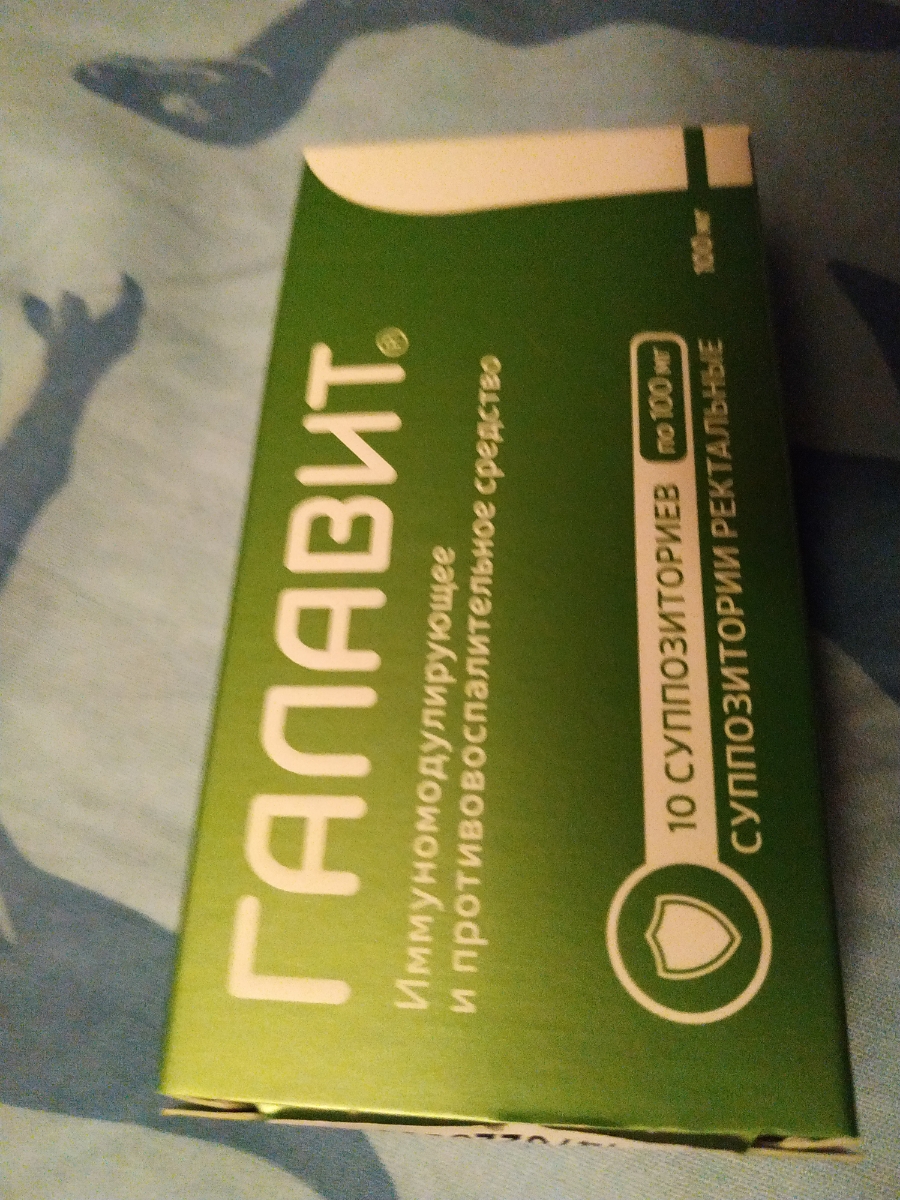 ГАЛАВИТ®
Иммуномодулирующее
и противовоспалительное средство
10 СУППОЗИТОРИЕВ по 100 мг
СУППОЗИТОРИИ РЕКТАЛЬНЫЕ 100 мг